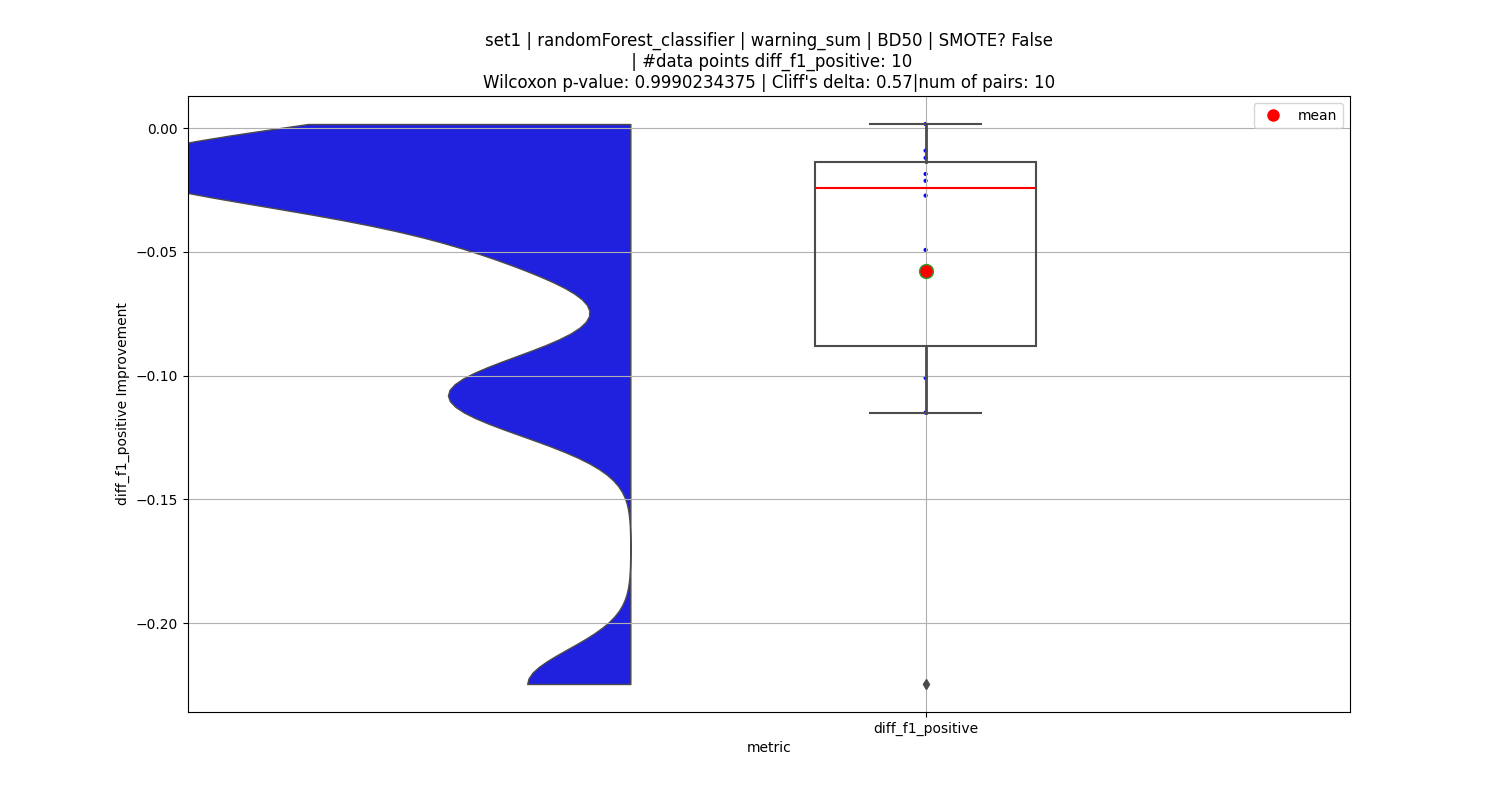 set1 | randomForest_classifier | warning_sum | BD50 | SMOTE? False
| #data points diff_f1_positive: 10
Wilcoxon p-value: 0.9990234375 | Cliff's delta: 0.57|num of pairs: 10
mean
0.00
−0.05
−0.10
−0.15
−0.20
diff_f1_positive Improvement
diff_f1_positive
metric